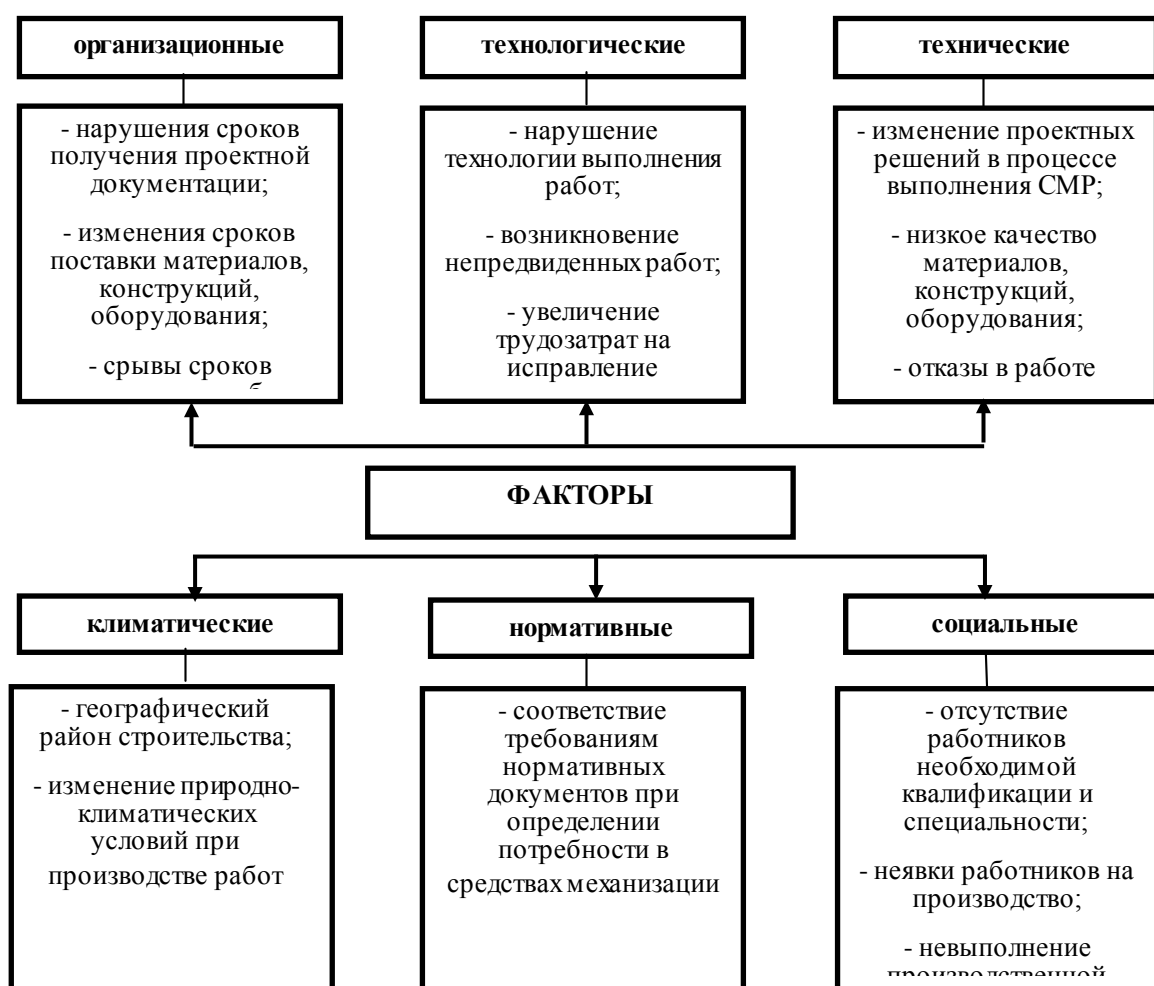 организационные
- нарушения сроков
получения проектной
документации;
- изменения сроков
поставки материалов,
конструкций,
оборудования;
- срывы сроков
технологические
- нарушение
технологии выполнения
работ;
- возникновение
непредвиденных работ;
- увеличение
трудозатрат на
исправление
технические
- изменение проектных
решений в процессе
выполнения СМР;
- низкое качество
материалов,
конструкций,
оборудования;
- отказы в работе
ФАКТОРЫ
климатические
- географический
район строительства;
- изменение природно-
климатических
условий при
производстве работ
нормативные
- соответствие
требованиям
нормативных
документов при
определении
потребности в
средствах механизации
социальные
- отсутствие
работников
необходимой
квалификации и
специальности;
- неявки работников на
производство;
- невыполнение
производственной